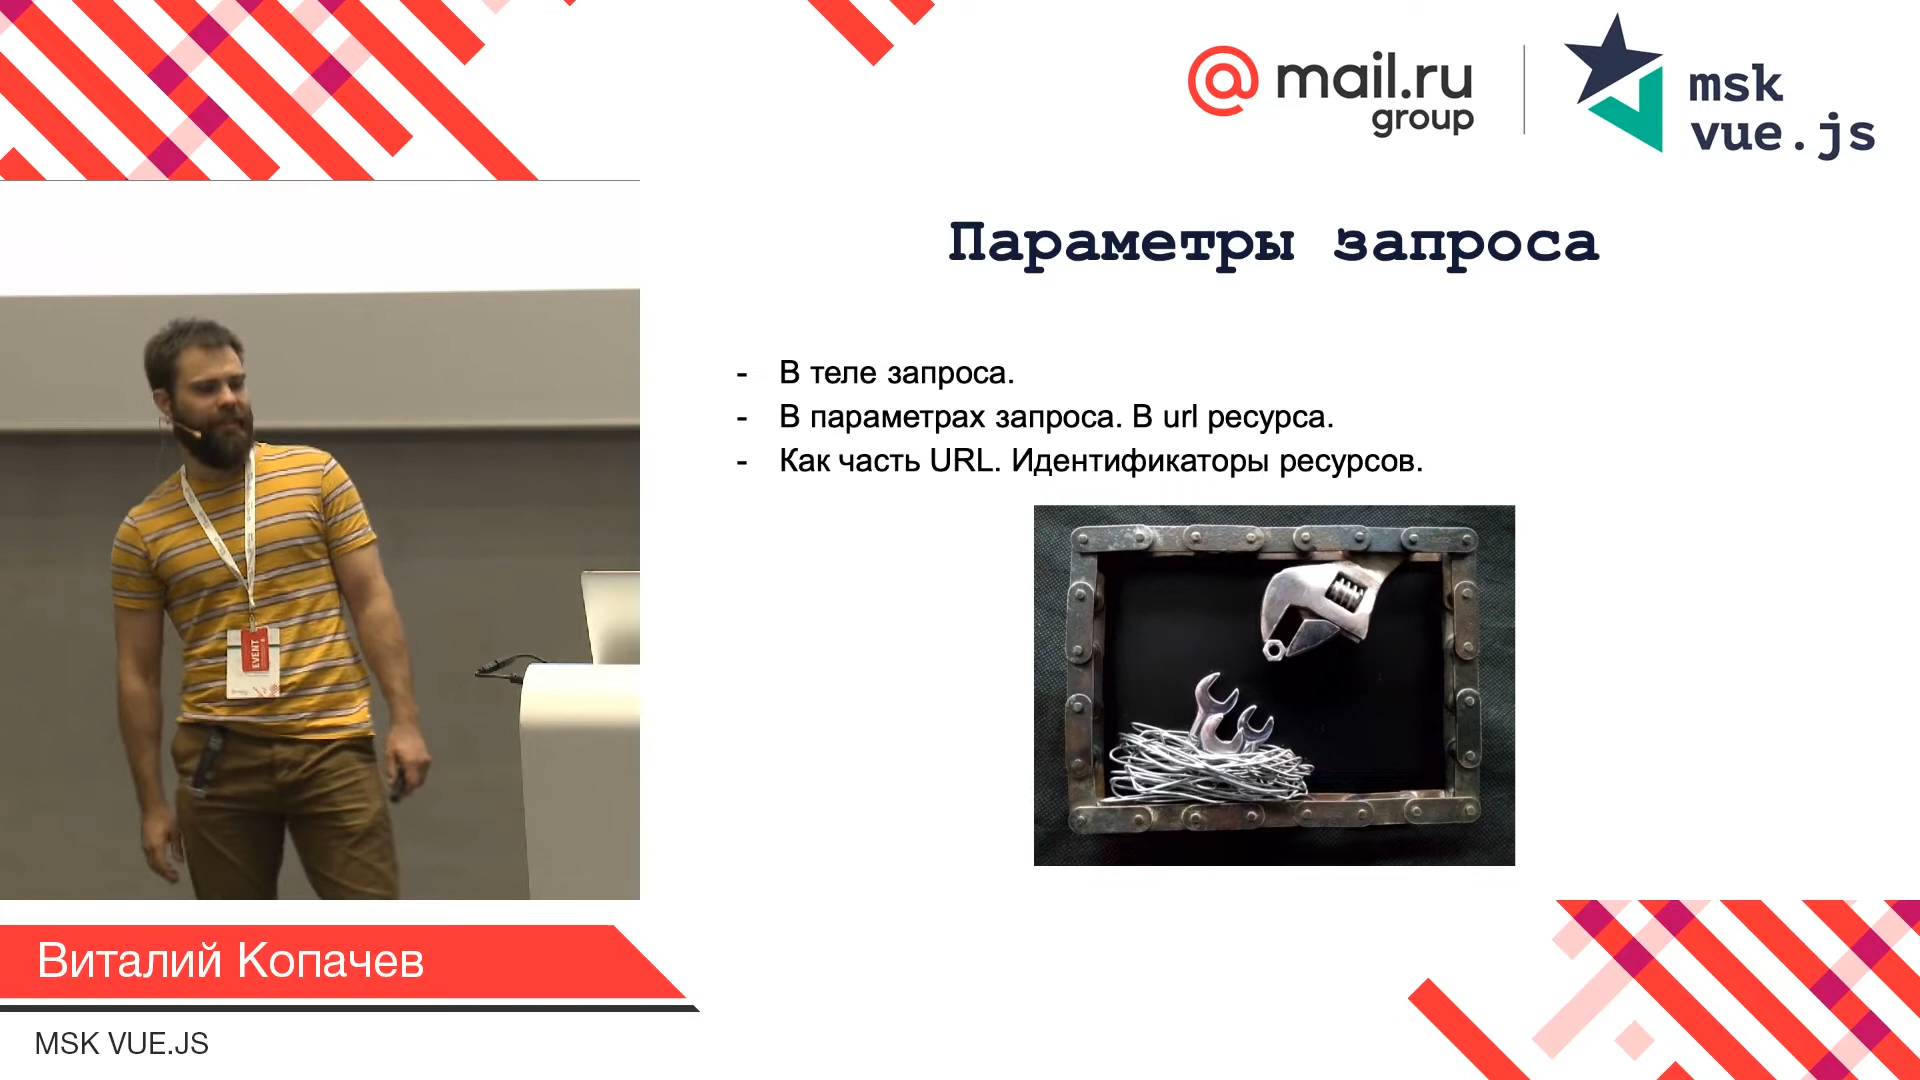 @mail.ru
group
msk
vue.js
Параметры запроса
- В теле запроса.
- В параметрах запроса. В url ресурса.
- Как часть URL. Идентификаторы ресурсов.
EVENT
Виталий Копачев
MSK VUE.JS